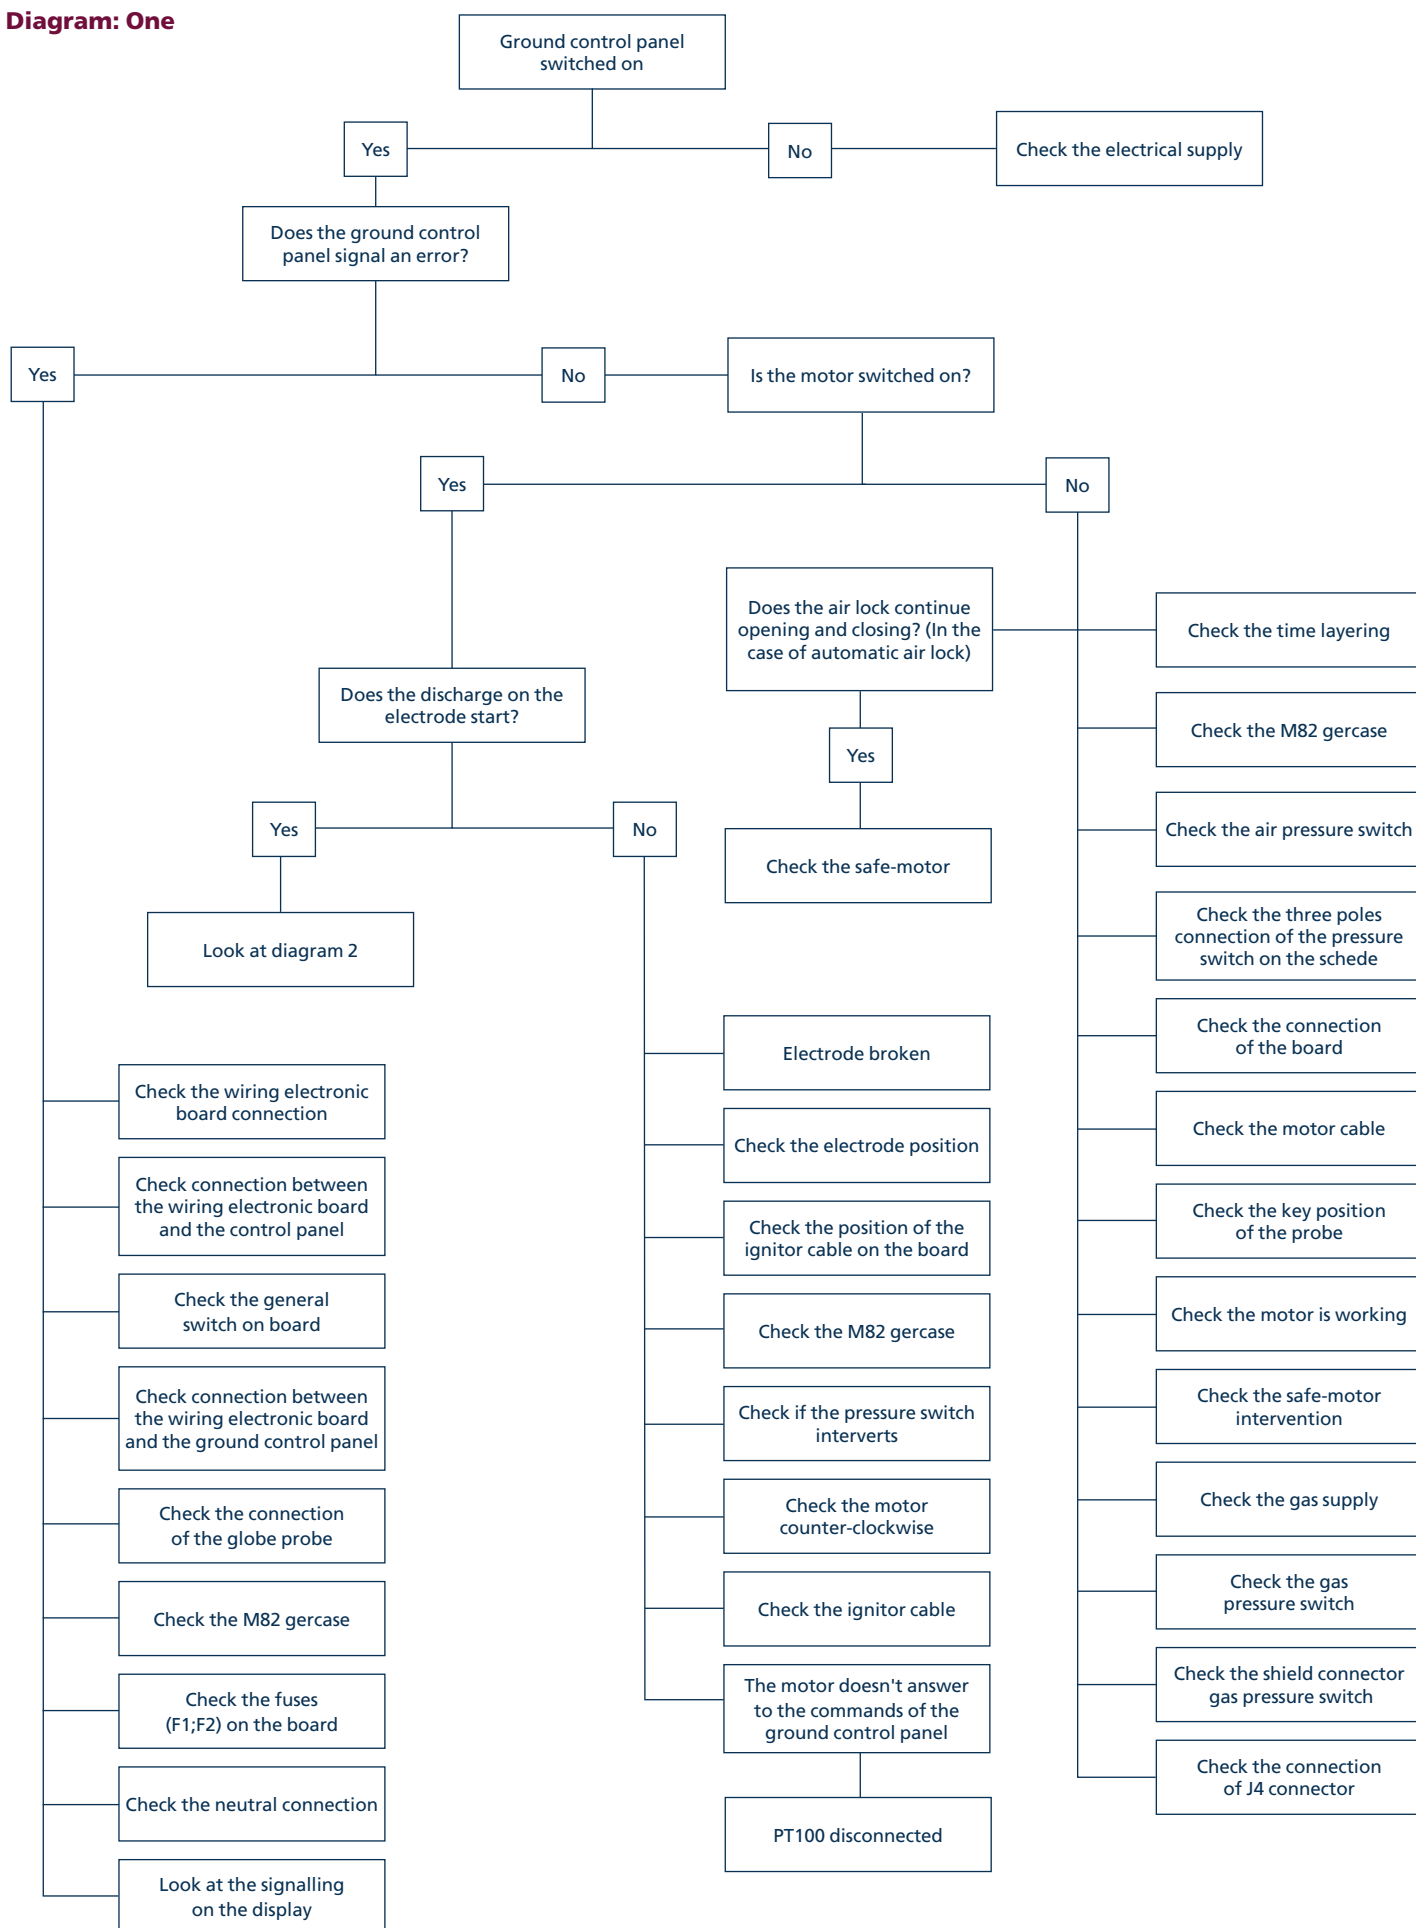 Diagram: One
Ground control panel
switched on
Yes
No
Check the electrical supply
Does the ground control
panel signal an error?
Yes
No
Is the motor switched on?
Yes
No
Does the air lock continue
opening and closing? (In the
case of automatic air lock)
Check the time layering
Does the discharge on the
electrode start?
Check the M82 gercase
Yes
Yes
No
Check the air pressure switch
Check the safe-motor
Look at diagram 2
Check the three poles
connection of the pressure
switch on the schede
Check the connection
of the board
Check the motor cable
Check the key position
of the probe
Check the motor is working
Check the safe-motor
intervention
Check the gas supply
Check the gas
pressure switch
Check the shield connector
gas pressure switch
Check the connection
of J4 connector
Electrode broken
Check the electrode position
Check the position of the
ignitor cable on the board
Check the M82 gercase
Check if the pressure switch
interverts
Check the motor
counter-clockwise
Check the ignitor cable
The motor doesn't answer
to the commands of the
ground control panel
PT100 disconnected
Check the wiring electronic
board connection
Check connection between
the wiring electronic board
and the control panel
Check the general
switch on board
Check connection between
the wiring electronic board
and the ground control panel
Check the connection
of the globe probe
Check the M82 gercase
Check the fuses
(F1;F2) on the board
Check the neutral connection
Look at the signalling
on the display